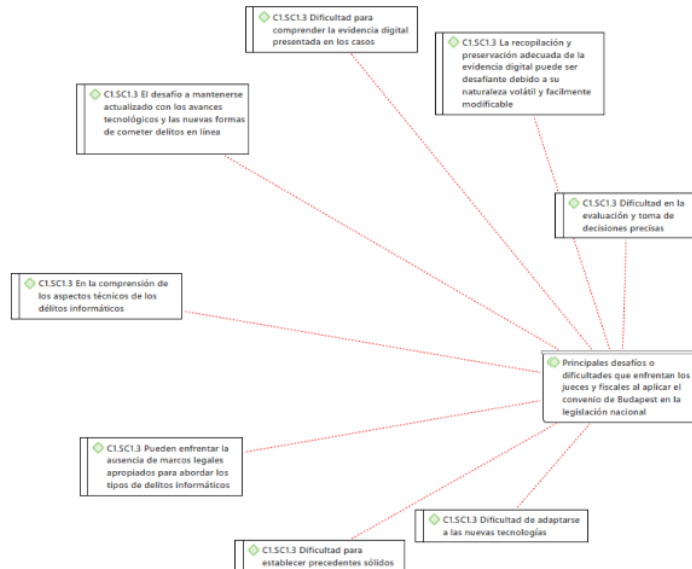 C1.SC1.3 Dificultad para
comprender la evidencia digital
presentada en los casos
C1.SC1.3 La recopilación y
preservación adecuada de la
evidencia digital puede ser
desafiante debido a su
naturaleza volátil y facilmente
modificable
C1.SC1.3 El desafío a mantenerse
actualizado con los avances
tecnológicos y las nuevas formas
de cometer delitos en línea
C1.SC1.3 Dificultad en la
evaluación y toma de
decisiones precisas
C1.SC1.3 En la comprensión de
los aspectos técnicos de los
délitos informáticos
Principales desafíos o
dificultades que enfrentan los
jueces y fiscales al aplicar el
convenio de Budapest en la
legislación nacional
C1.SC1.3 Pueden enfrentar la
ausencia de marcos legales
apropiados para abordar los
tipos de delitos informáticos
C1.SC1.3 Dificultad de adaptarse
a las nuevas tecnologías
C1.SC1.3 Dificultad para
establecer precedentes sólidos